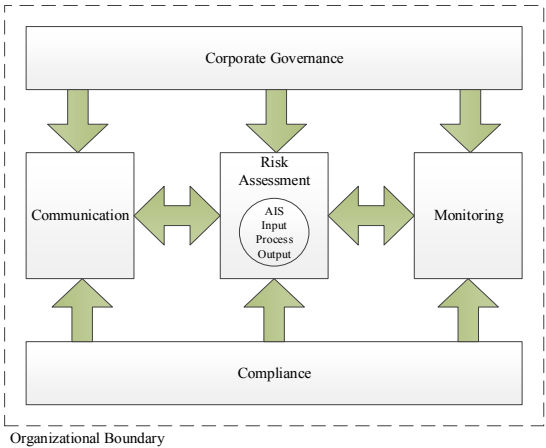 Corporate Governance
Communication
Risk
Assessment
AIS
Input
Process
Output
Monitoring
Compliance
Organizational Boundary